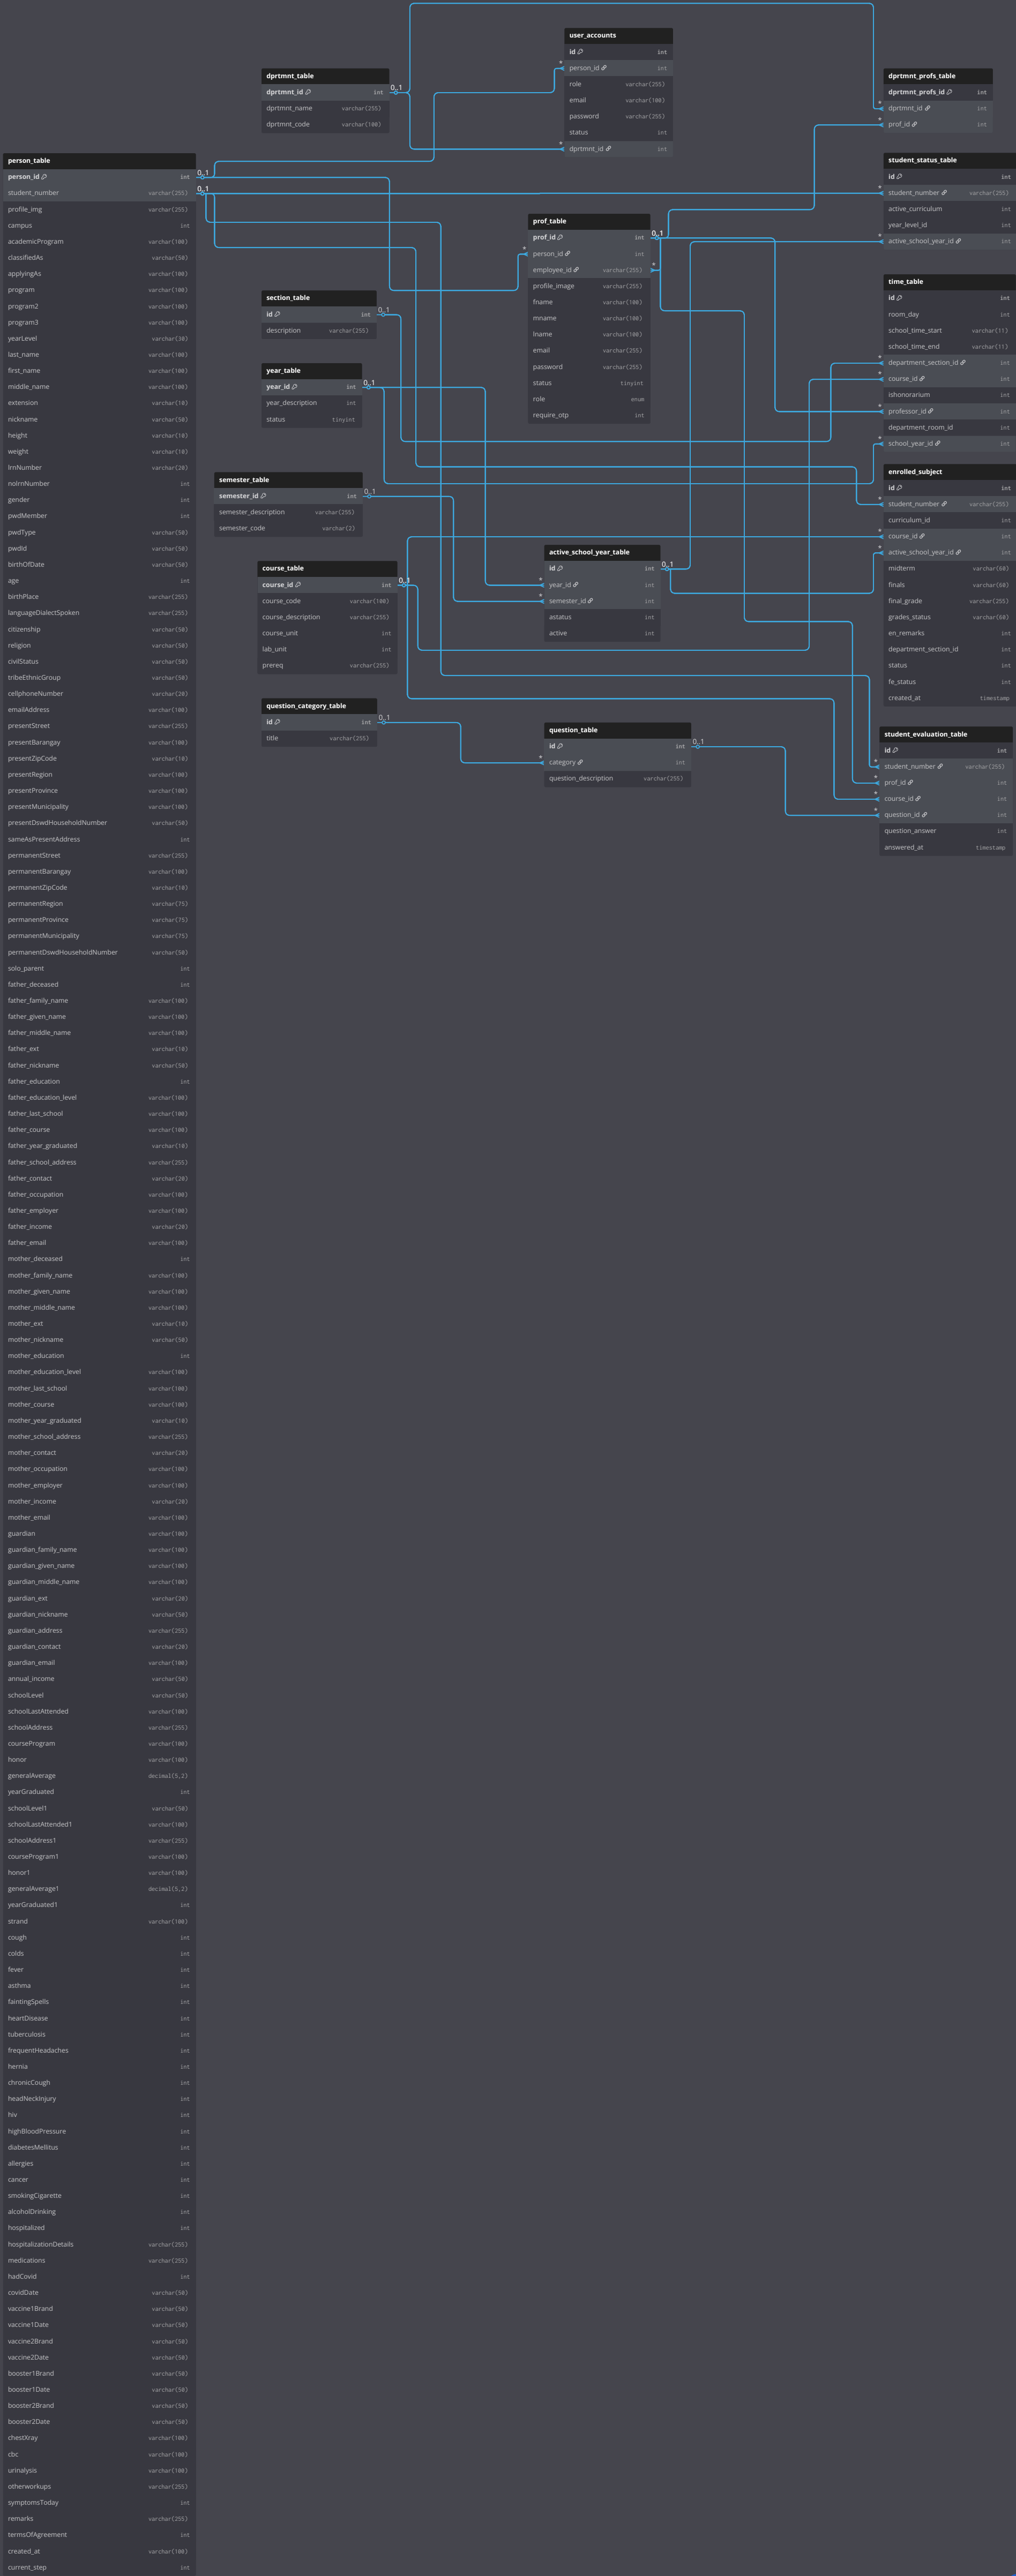 user_accounts
id int
person_id int
role varchar(255)
email varchar(100)
password varchar(255)
status int
dprtmnt_id int
dprtmnt_table
dprtmnt_id int
dprtmnt_name varchar(255)
dprtmnt_code varchar(100)
dprtmnt_profs_table
dprtmnt_profs_id int
dprtmnt_id int
prof_id int
person_table
person_id int
student_number varchar(255)
profile_img varchar(255)
campus int
academicProgram varchar(100)
classifiedAs varchar(50)
applyingAs varchar(100)
program varchar(100)
program2 varchar(100)
program3 varchar(100)
yearLevel varchar(30)
last_name varchar(100)
first_name varchar(100)
middle_name varchar(100)
extension varchar(10)
nickname varchar(50)
height varchar(10)
weight varchar(10)
lrnNumber varchar(20)
nolrnNumber int
gender int
pwdMember int
pwdType varchar(50)
pwdId varchar(50)
birthOfDate varchar(50)
age int
birthPlace varchar(255)
languageDialectSpoken varchar(255)
citizenship varchar(50)
religion varchar(50)
civilStatus varchar(50)
tribeEthnicGroup varchar(50)
cellphoneNumber varchar(20)
emailAddress varchar(100)
presentStreet varchar(255)
presentBarangay varchar(100)
presentZipCode varchar(10)
presentRegion varchar(100)
presentProvince varchar(100)
presentMunicipality varchar(100)
presentDswdHouseholdNumber varchar(50)
sameAsPresentAddress int
permanentStreet varchar(255)
permanentBarangay varchar(100)
permanentZipCode varchar(10)
permanentRegion varchar(75)
permanentProvince varchar(75)
permanentMunicipality varchar(75)
permanentDswdHouseholdNumber varchar(50)
solo_parent int
father_deceased int
father_family_name varchar(100)
father_given_name varchar(100)
father_middle_name varchar(100)
father_ext varchar(10)
father_nickname varchar(50)
father_education int
father_education_level varchar(100)
father_last_school varchar(100)
father_course varchar(100)
father_year_graduated varchar(10)
father_school_address varchar(255)
father_contact varchar(20)
father_occupation varchar(100)
father_employer varchar(100)
father_income varchar(20)
father_email varchar(100)
mother_deceased int
mother_family_name varchar(100)
mother_given_name varchar(100)
mother_middle_name varchar(100)
mother_ext varchar(10)
mother_nickname varchar(50)
mother_education int
mother_education_level varchar(100)
mother_last_school varchar(100)
mother_course varchar(100)
mother_year_graduated varchar(10)
mother_school_address varchar(255)
mother_contact varchar(20)
mother_occupation varchar(100)
mother_employer varchar(100)
mother_income varchar(20)
mother_email varchar(100)
guardian varchar(100)
guardian_family_name varchar(100)
guardian_given_name varchar(100)
guardian_middle_name varchar(100)
guardian_ext varchar(20)
guardian_nickname varchar(50)
guardian_address varchar(255)
guardian_contact varchar(20)
guardian_email varchar(100)
annual_income varchar(50)
schoolLevel varchar(50)
schoolLastAttended varchar(100)
schoolAddress varchar(255)
courseProgram varchar(100)
honor varchar(100)
generalAverage decimal(5,2)
yearGraduated int
schoolLevel1 varchar(50)
schoolLastAttended1 varchar(100)
schoolAddress1 varchar(255)
courseProgram1 varchar(100)
honor1 varchar(100)
generalAverage1 decimal(5,2)
yearGraduated1 int
strand varchar(100)
cough int
colds int
fever int
asthma int
faintingSpells int
heartDisease int
tuberculosis int
frequentHeadaches int
hernia int
chronicCough int
headNeckInjury int
hiv int
highBloodPressure int
diabetesMellitus int
allergies int
cancer int
smokingCigarette int
alcoholDrinking int
hospitalized int
hospitalizationDetails varchar(255)
medications varchar(255)
hadCovid int
covidDate varchar(50)
vaccine1Brand varchar(50)
vaccine1Date varchar(50)
vaccine2Brand varchar(50)
vaccine2Date varchar(50)
booster1Brand varchar(50)
booster1Date varchar(50)
booster2Brand varchar(50)
booster2Date varchar(50)
chestXray varchar(100)
cbc varchar(100)
urinalysis varchar(100)
otherworkups varchar(255)
symptomsToday int
remarks varchar(255)
termsOfAgreement int
created_at varchar(100)
current_step int
student_status_table
id int
student_number varchar(255)
active_curriculum int
year_level_id int
active_school_year_id int
prof_table
prof_id int
person_id int
employee_id varchar(255)
profile_image varchar(255)
fname varchar(100)
mname varchar(100)
lname varchar(100)
email varchar(255)
password varchar(255)
status tinyint
role enum
require_otp int
section_table
id int
description varchar(255)
time_table
id int
room_day int
school_time_start varchar(11)
school_time_end varchar(11)
department_section_id int
course_id int
ishonorarium int
professor_id int
department_room_id int
school_year_id int
year_table
year_id int
year_description int
status tinyint
semester_table
semester_id int
semester_description varchar(255)
semester_code varchar(2)
enrolled_subject
id int
student_number varchar(255)
curriculum_id int
course_id int
active_school_year_id int
midterm varchar(60)
finals varchar(60)
final_grade varchar(255)
grades_status varchar(60)
en_remarks int
department_section_id int
status int
fe_status int
created_at timestamp
active_school_year_table
id int
year_id int
semester_id int
astatus int
active int
course_table
course_id int
course_code varchar(100)
course_description varchar(255)
course_unit int
lab_unit int
prereq varchar(255)
question_category_table
id int
title varchar(255)
question_table
id int
category int
question_description varchar(255)
student_evaluation_table
id int
student_number varchar(255)
prof_id int
course_id int
question_id int
question_answer int
answered_at timestamp
0..1
0..1
0..1
0..1
0..1
0..1
0..1
0..1
0..1
0..1
0..1